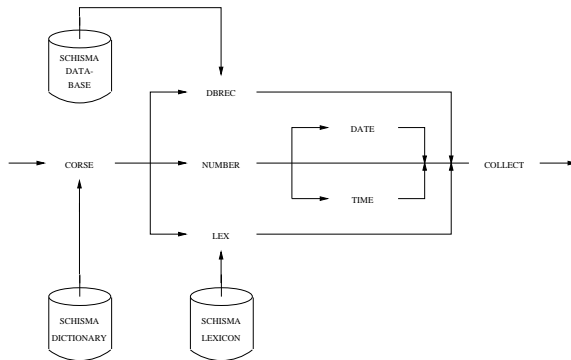 SCHISMA
DATA-
BASE
DBREC
DATE
CORSE
NUMBER
COLLECT
TIME
LEX
SCHISMA
DICTIONARY
SCHISMA
LEXICON